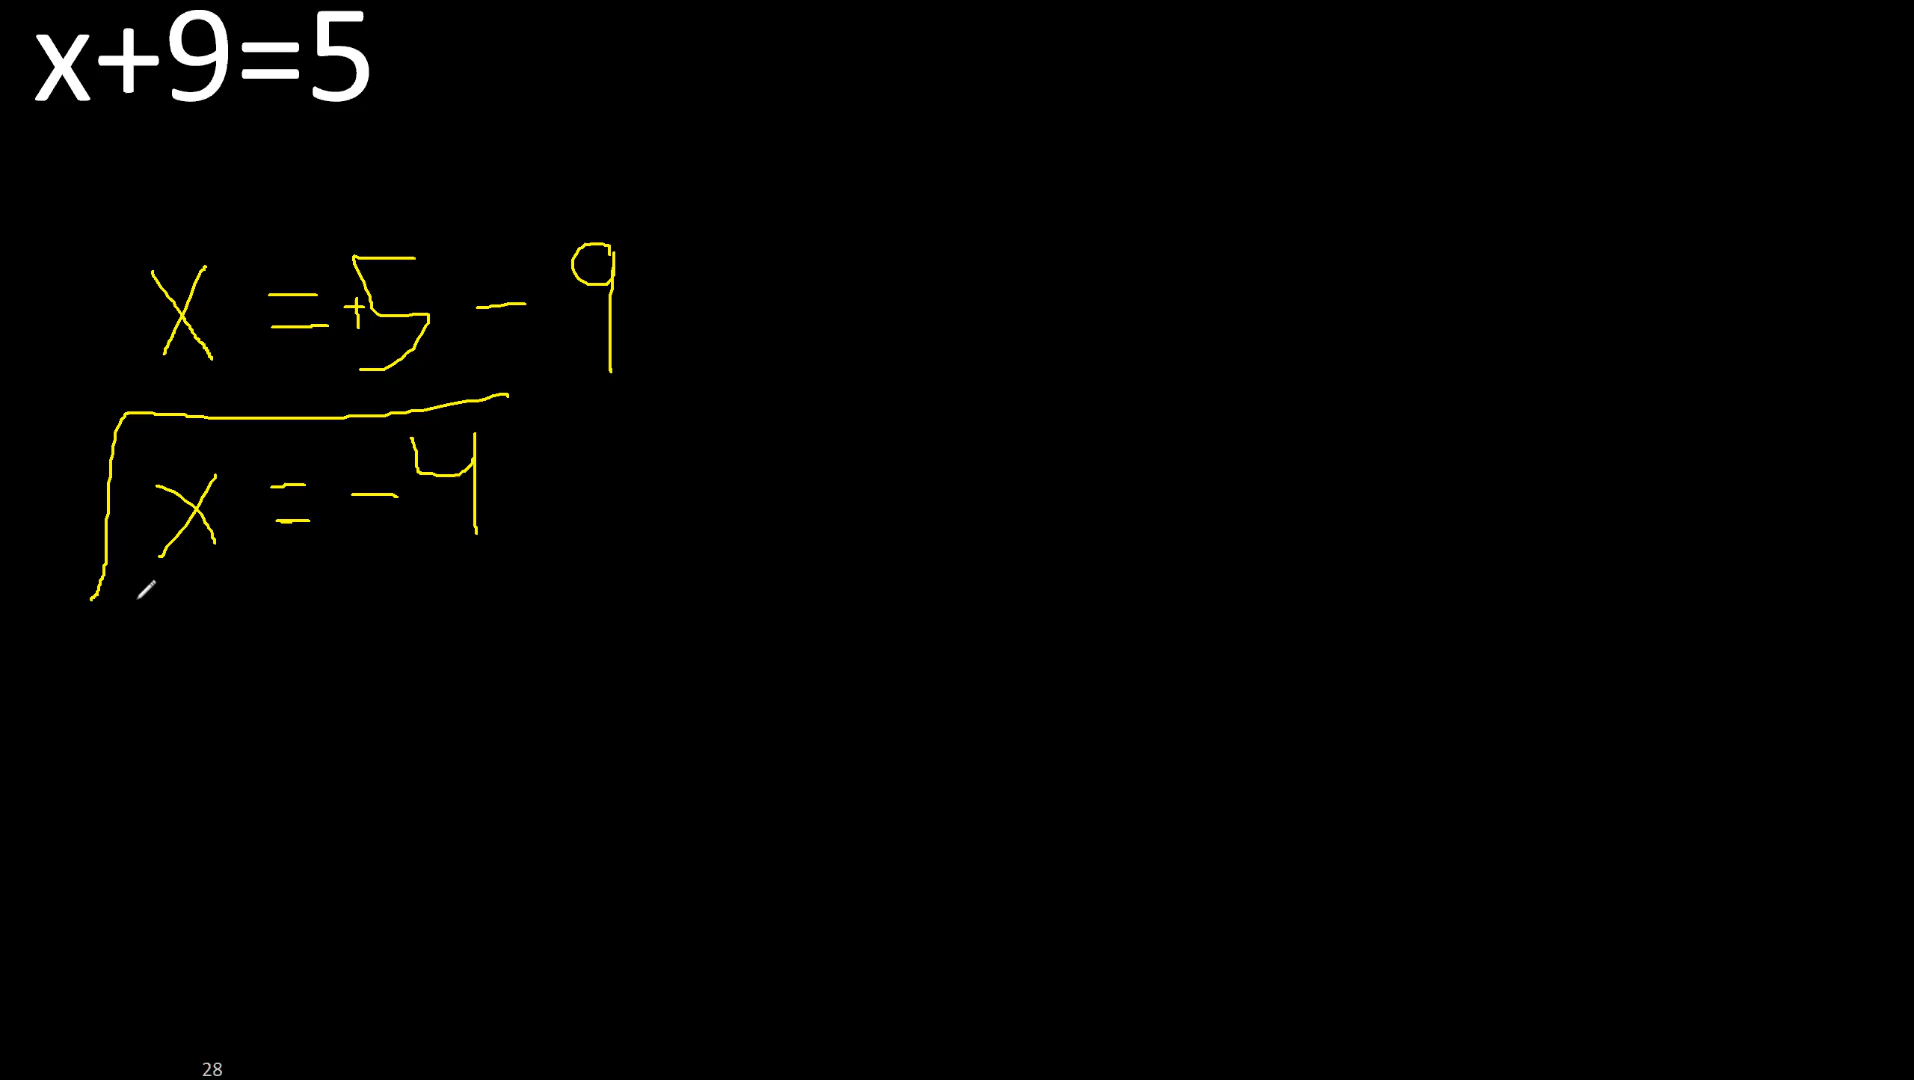 x+9=5
x = +5 - 9
x = - 4
28